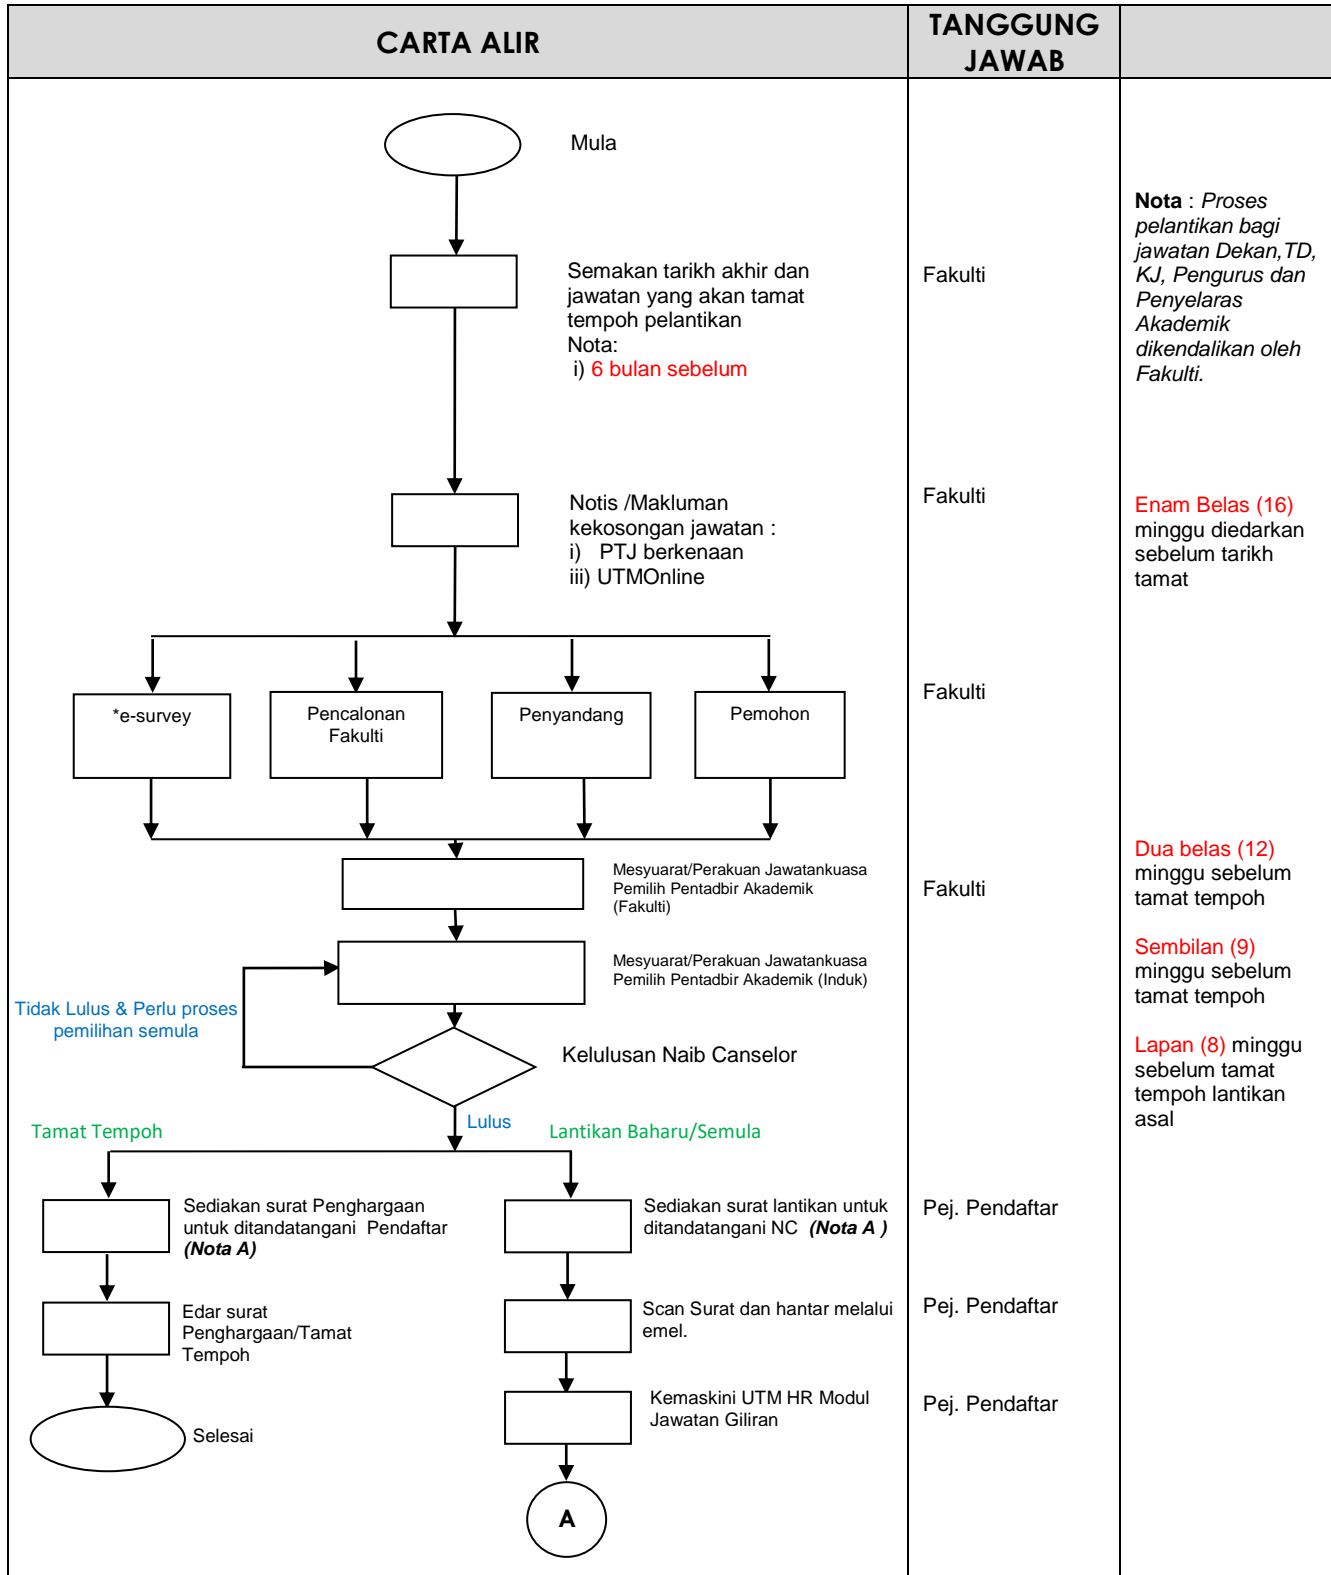 CARTA ALIR
TANGGUNG
JAWAB
Mula
Semakan tarikh akhir dan
jawatan yang akan tamat
tempoh pelantikan
Nota:
i) 6 bulan sebelum
Fakulti
Nota : Proses
pelantikan bagi
jawatan Dekan,TD,
KJ, Pengurus dan
Penyelaras
Akademik
dikendalikan oleh
Fakulti.
Notis /Makluman
kekosongan jawatan :
i) PTJ berkenaan
iii) UTMOnline
Fakulti
Enam Belas (16)
minggu diedarkan
sebelum tarikh
tamat
*e-survey
Pencalonan
Fakulti
Penyandang
Pemohon
Fakulti
Mesyuarat/Perakuan Jawatankuasa
Pemilih Pentadbir Akademik
(Fakulti)
Fakulti
Dua belas (12)
minggu sebelum
tamat tempoh
Mesyuarat/Perakuan Jawatankuasa
Pemilih Pentadbir Akademik (Induk)
Sembilan (9)
minggu sebelum
tamat tempoh
Tidak Lulus & Perlu proses
pemilihan semula
Kelulusan Naib Canselor
Lapan (8) minggu
sebelum tamat
tempoh lantikan
asal
Lulus
Tamat Tempoh
Lantikan Baharu/Semula
Sediakan surat Penghargaan
untuk ditandatangani Pendaftar
(Nota A)
Sediakan surat lantikan untuk
ditandatangani NC (Nota A )
Pej. Pendaftar
Edar surat
Penghargaan/Tamat
Tempoh
Scan Surat dan hantar melalui
emel.
Pej. Pendaftar
Selesai
Kemaskini UTM HR Modul
Jawatan Giliran
Pej. Pendaftar
A